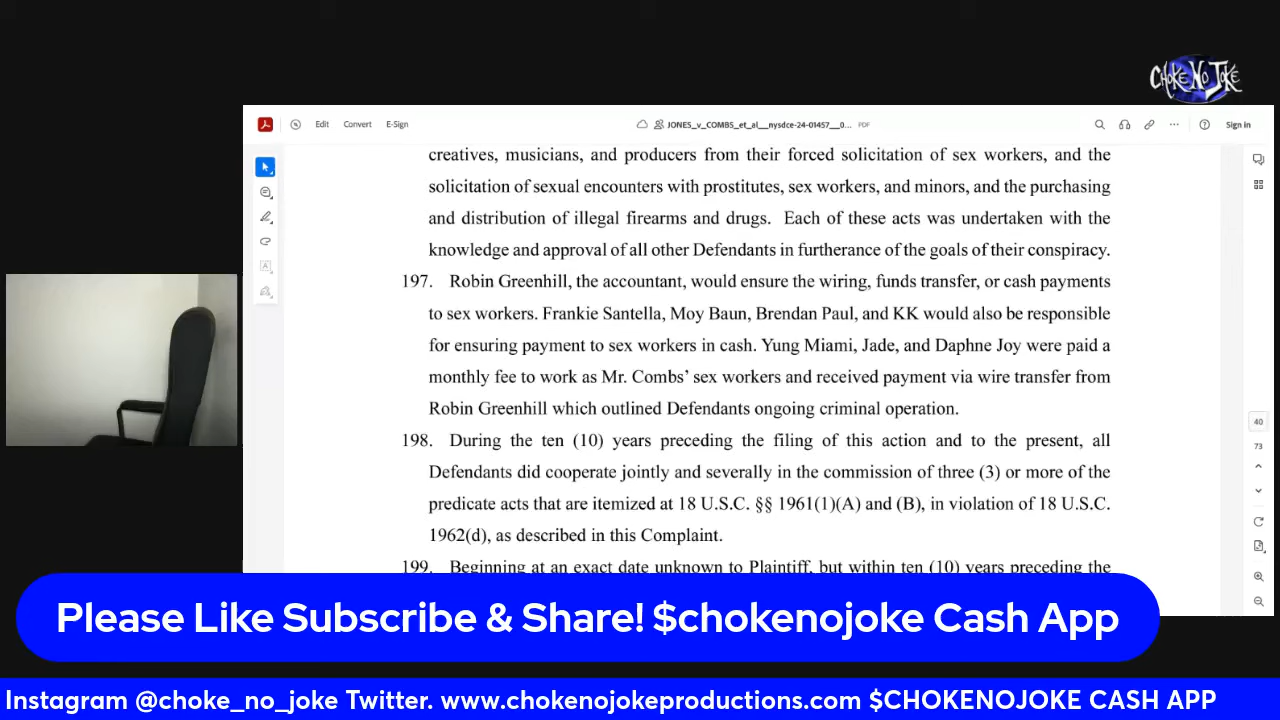 CHOKE NO JOKE
Edit Convert E-Sign
JONES_v_COMBS_et_al__nysdce-24-01457__0... PDF
Sign in
creatives, musicians, and producers from their forced solicitation of sex workers, and the
solicitation of sexual encounters with prostitutes, sex workers, and minors, and the purchasing
and distribution of illegal firearms and drugs. Each of these acts was undertaken with the
knowledge and approval of all other Defendants in furtherance of the goals of their conspiracy.
197. Robin Greenhill, the accountant, would ensure the wiring, funds transfer, or cash payments
to sex workers. Frankie Santella, Moy Baun, Brendan Paul, and KK would also be responsible
for ensuring payment to sex workers in cash. Yung Miami, Jade, and Daphne Joy were paid a
monthly fee to work as Mr. Combs’ sex workers and received payment via wire transfer from
Robin Greenhill which outlined Defendants ongoing criminal operation.
198. During the ten (10) years preceding the filing of this action and to the present, all
Defendants did cooperate jointly and severally in the commission of three (3) or more of the
predicate acts that are itemized at 18 U.S.C. §§ 1961(1)(A) and (B), in violation of 18 U.S.C.
1962(d), as described in this Complaint.
199. Beginning at an exact date unknown to Plaintiff, but within ten (10) years preceding the
40
73
Please Like Subscribe & Share! $chokenojoke Cash App
Instagram @choke_no_joke Twitter. www.chokenojokeproductions.com $CHOKENOJOKE CASH APP